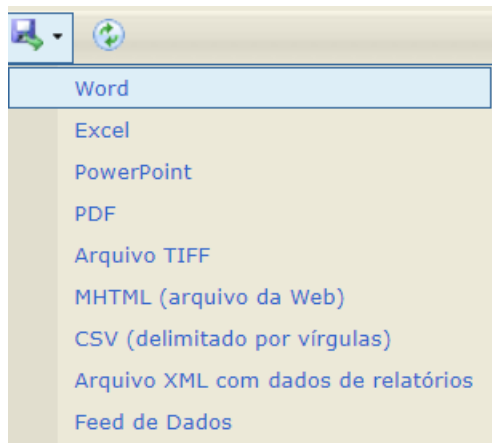 Word
Excel
PowerPoint
PDF
Arquivo TIFF
MHTML (arquivo da Web)
CSV (delimitado por vírgulas)
Arquivo XML com dados de relatórios
Feed de Dados